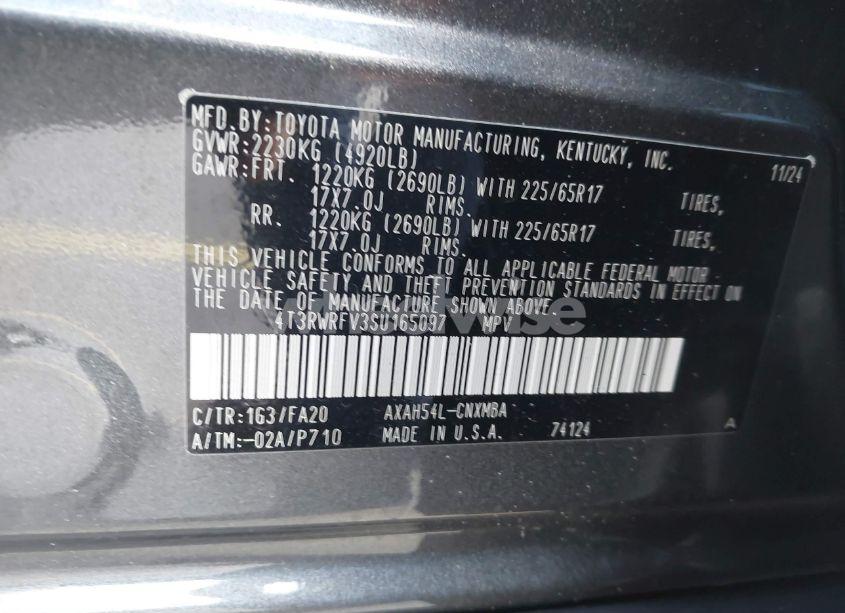 MFD. BY: TOYOTA MOTOR MANUFACTURING, KENTUCKY, INC.
GVWR: 2230KG (4920LB) 11/24
GAWR: FRT. 1220KG (2690LB) WITH 225/65R17 TIRES,
17X7.0J RIMS.
RR. 1220KG (2690LB) WITH 225/65R17 TIRES,
17X7.0J RIMS.
THIS VEHICLE CONFORMS TO ALL APPLICABLE FEDERAL MOTOR
VEHICLE SAFETY AND THEFT PREVENTION STANDARDS IN EFFECT ON
THE DATE OF MANUFACTURE SHOWN ABOVE.
4T3RWRFV3SU165097 MPV
C/TR: 1G3/FA20 AXAH54L-CNXMBA
A/TM: -02A/P710 MADE IN U.S.A. 74124 A